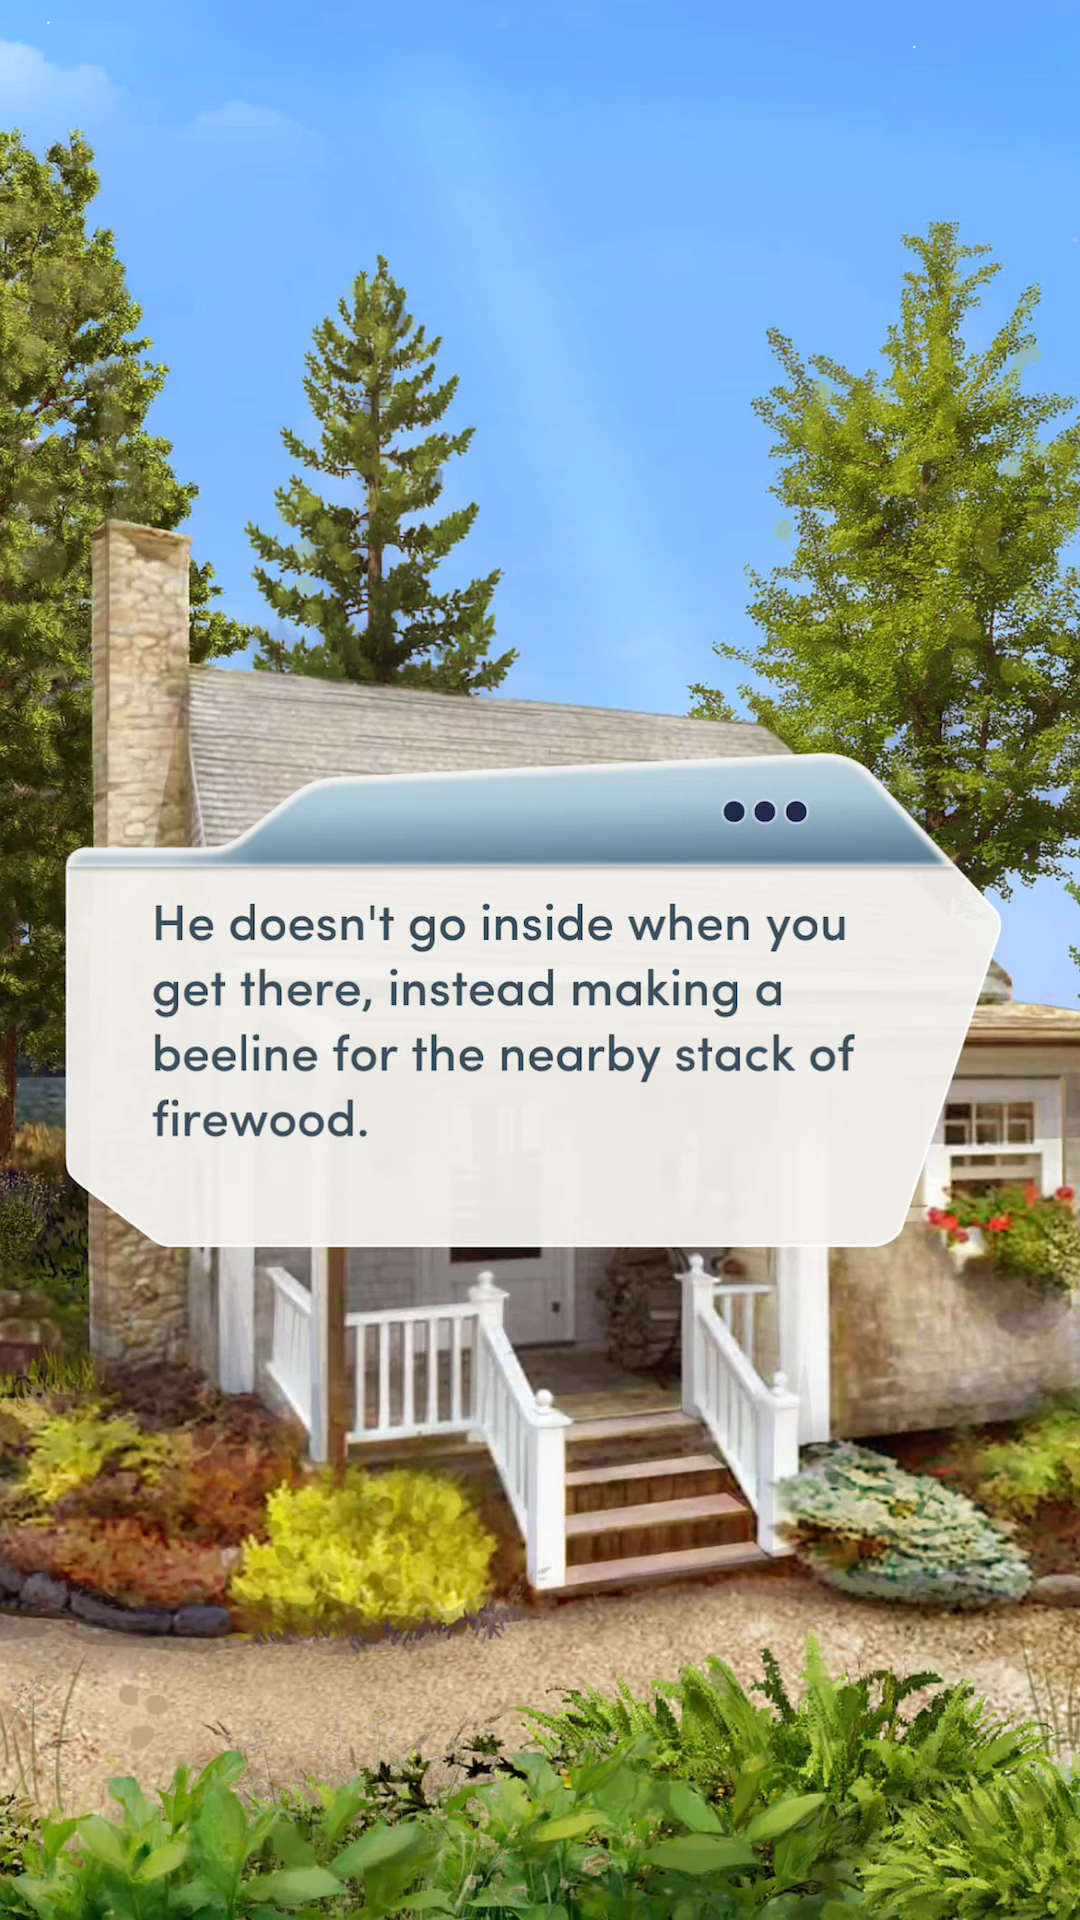 He doesn't go inside when you
get there, instead making a
beeline for the nearby stack of
firewood.